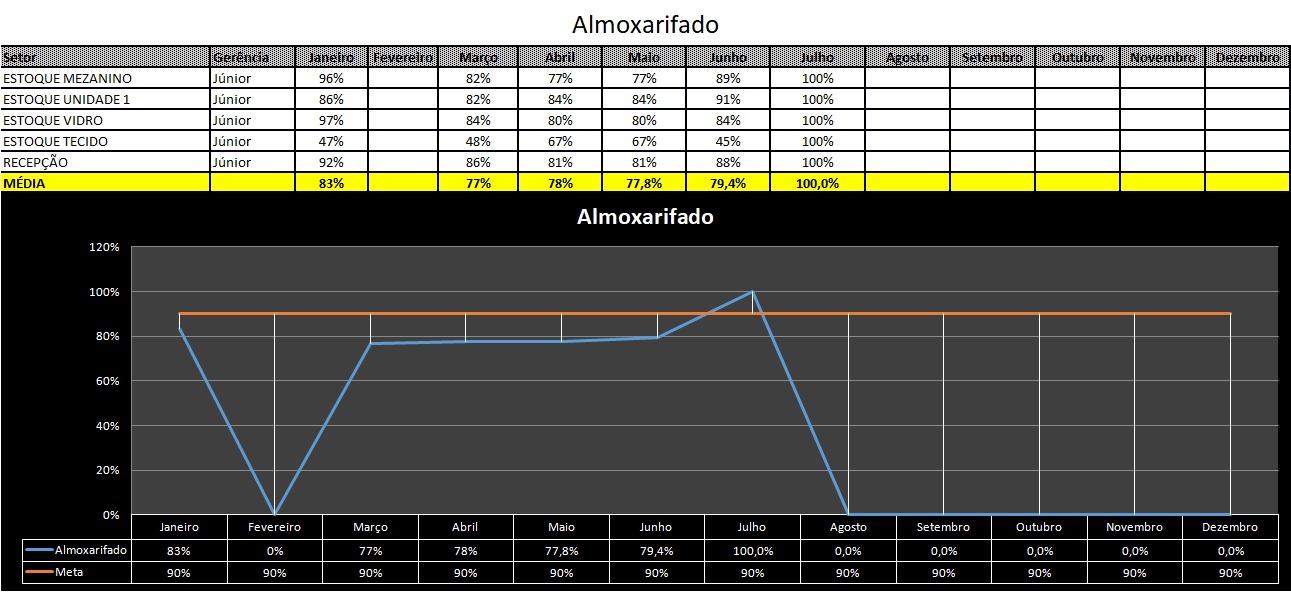 Almoxarifado
Setor Gerência Janeiro Fevereiro Março Abril Maio Junho Julho Agosto Setembro Outubro Novembro Dezembro
ESTOQUE MEZANINO Júnior 96% 82% 77% 77% 89% 100%
ESTOQUE UNIDADE 1 Júnior 86% 82% 84% 84% 91% 100%
ESTOQUE VIDRO Júnior 97% 84% 80% 80% 84% 100%
ESTOQUE TECIDO Júnior 47% 48% 67% 67% 45% 100%
RECEPÇÃO Júnior 92% 86% 81% 81% 88% 100%
MÉDIA 83% 77% 78% 77,8% 79,4% 100,0%
Almoxarifado
120%
100%
80%
60%
40%
20%
0%
Janeiro Fevereiro Março Abril Maio Junho Julho Agosto Setembro Outubro Novembro Dezembro
Almoxarifado 83% 0% 77% 78% 77,8% 79,4% 100,0% 0,0% 0,0% 0,0% 0,0% 0,0%
Meta 90% 90% 90% 90% 90% 90% 90% 90% 90% 90% 90% 90%